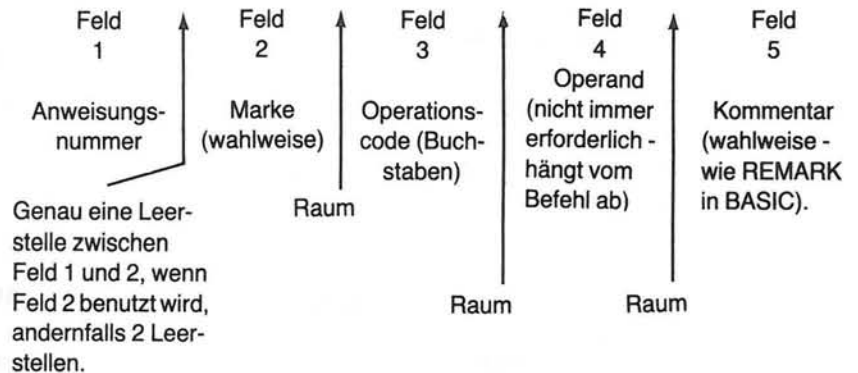 Feld
1
Anweisungs-
nummer
Genau eine Leer-
stelle zwischen
Feld 1 und 2, wenn
Feld 2 benutzt wird,
andernfalls 2 Leer-
stellen.
Feld
2
Marke
(wahlweise)
Raum
Feld
3
Operations-
code (Buch-
staben)
Raum
Feld
4
Operand
(nicht immer
erforderlich -
hängt vom
Befehl ab)
Raum
Feld
5
Kommentar
(wahlweise -
wie REMARK
in BASIC).